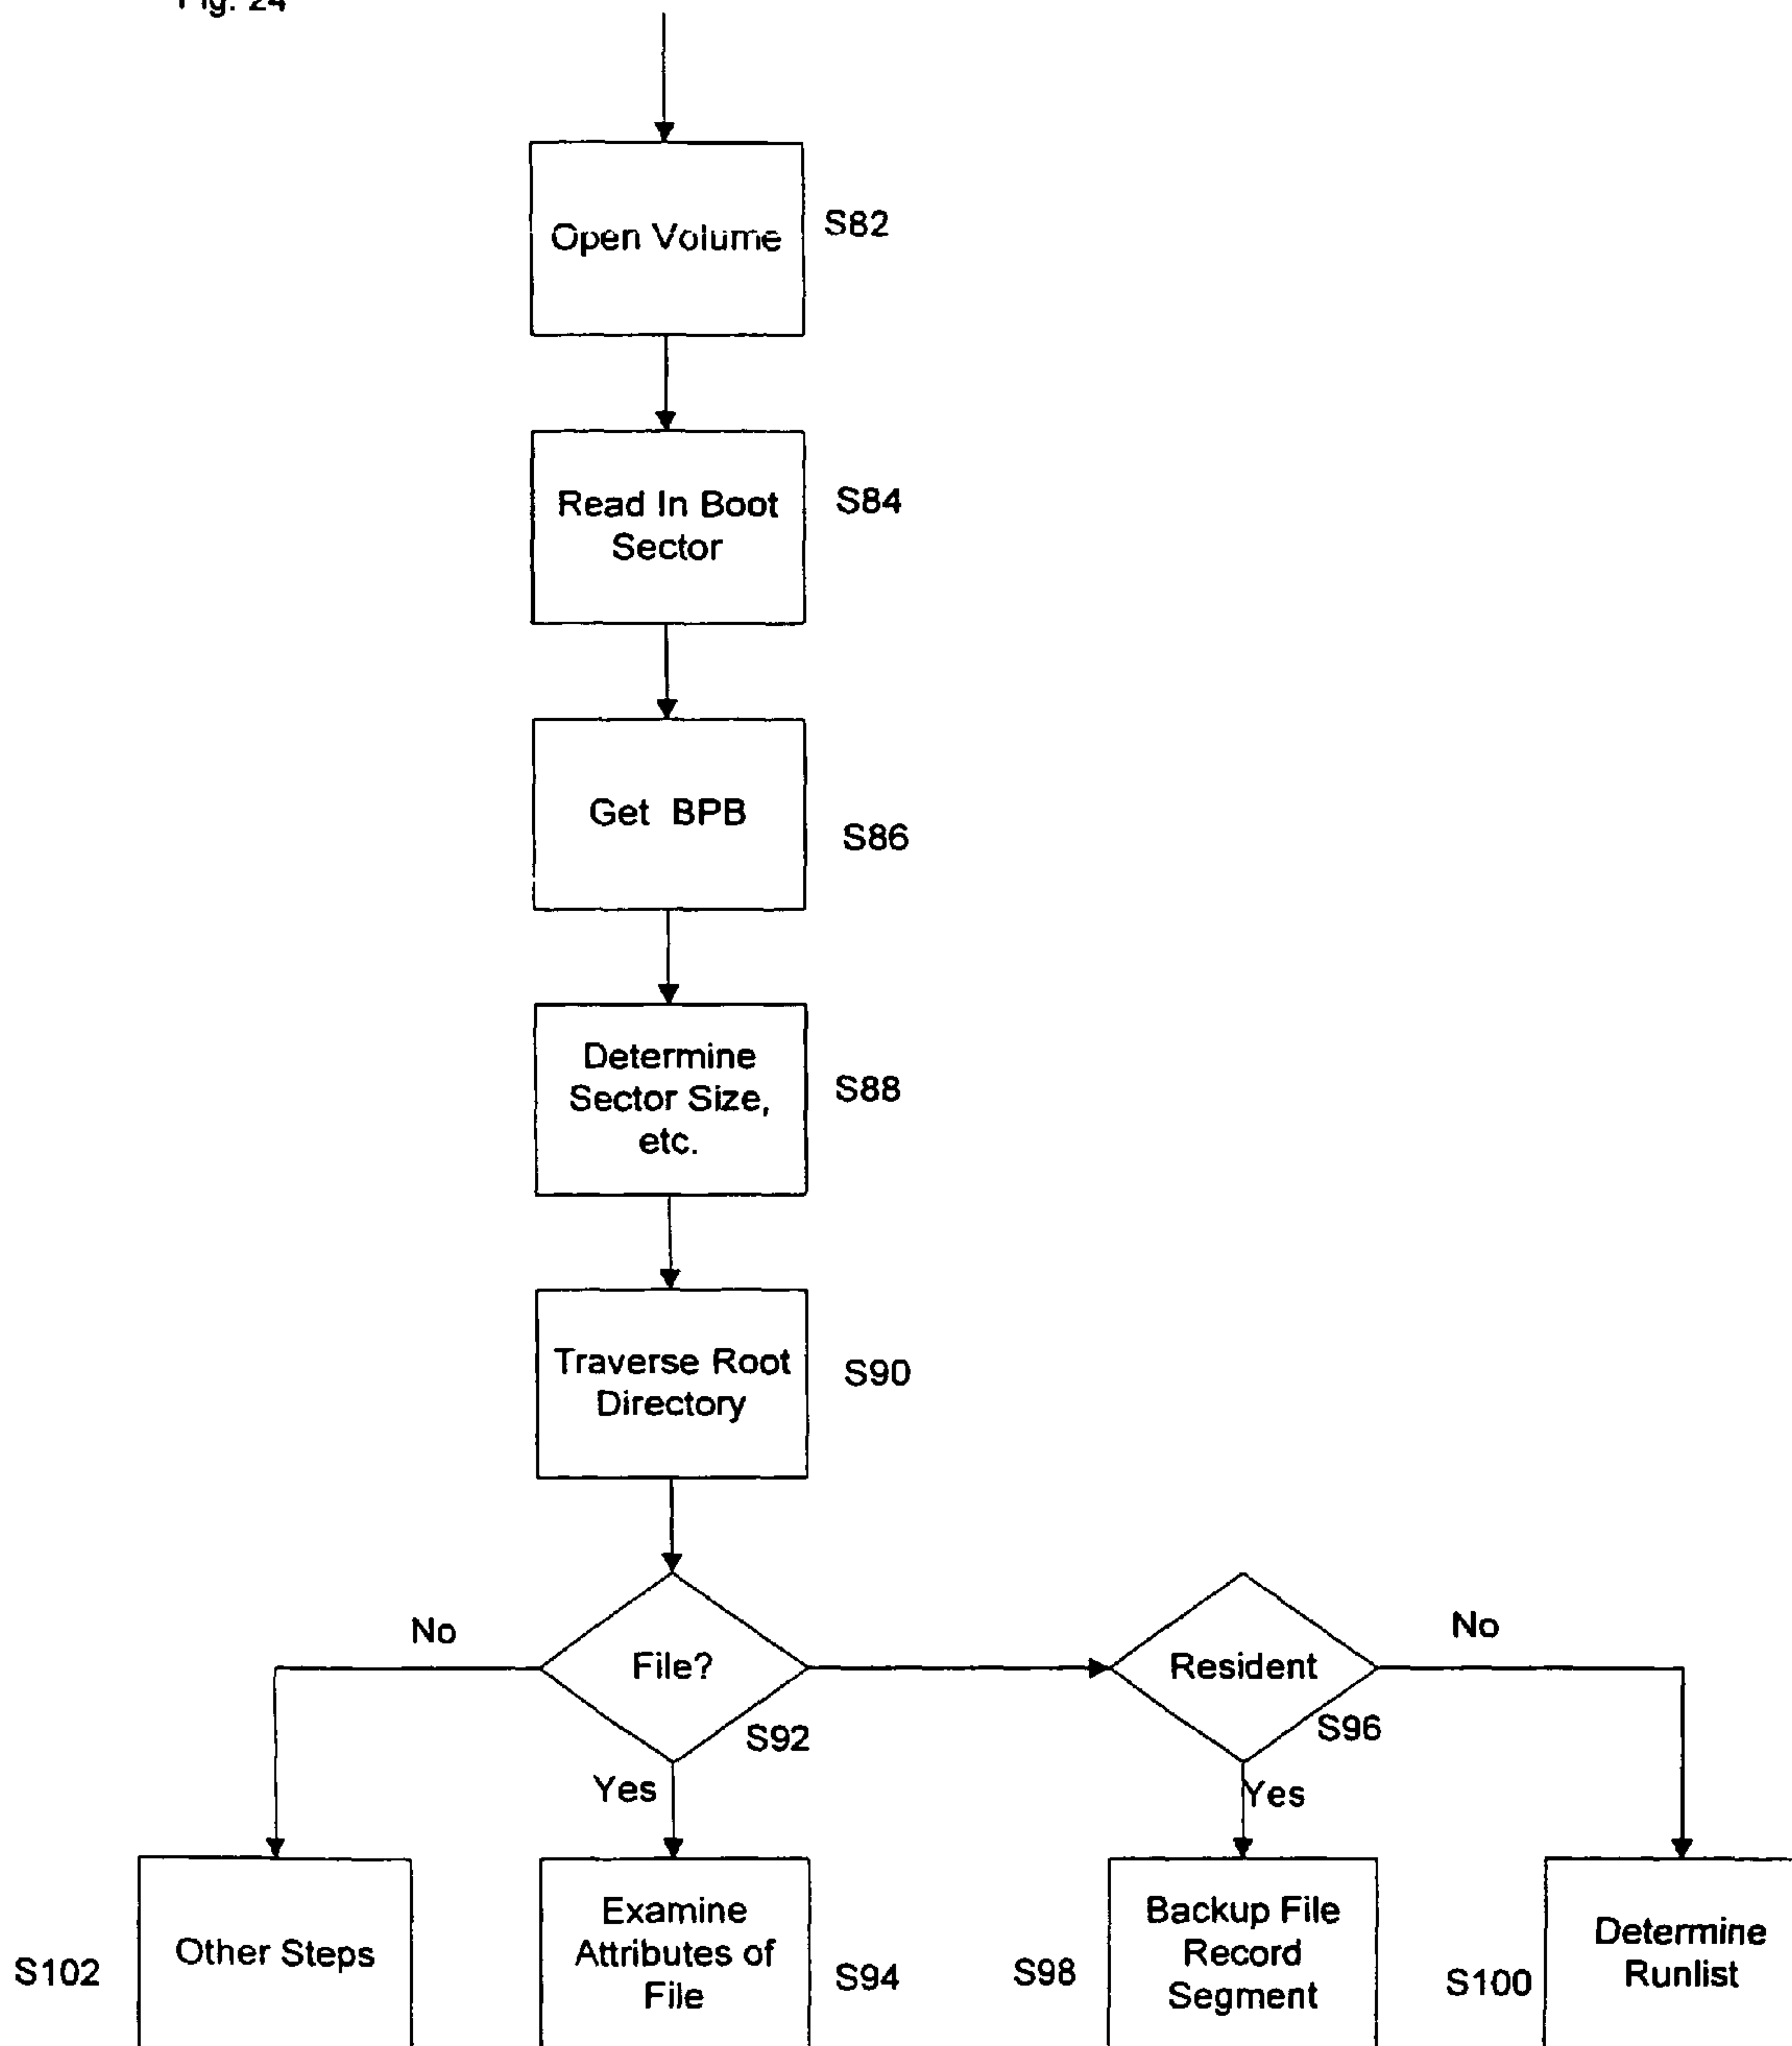 Fig. 24
Open Volume
S82
Read In Boot
Sector
S84
Get BPB
S86
Determine
Sector Size,
etc.
S88
Traverse Root
Directory
S90
No
File?
S92
Yes
Resident
S96
No
Yes
S102
Other Steps
Examine
Attributes of
File
S94
S98
Backup File
Record
Segment
S100
Determine
Runlist